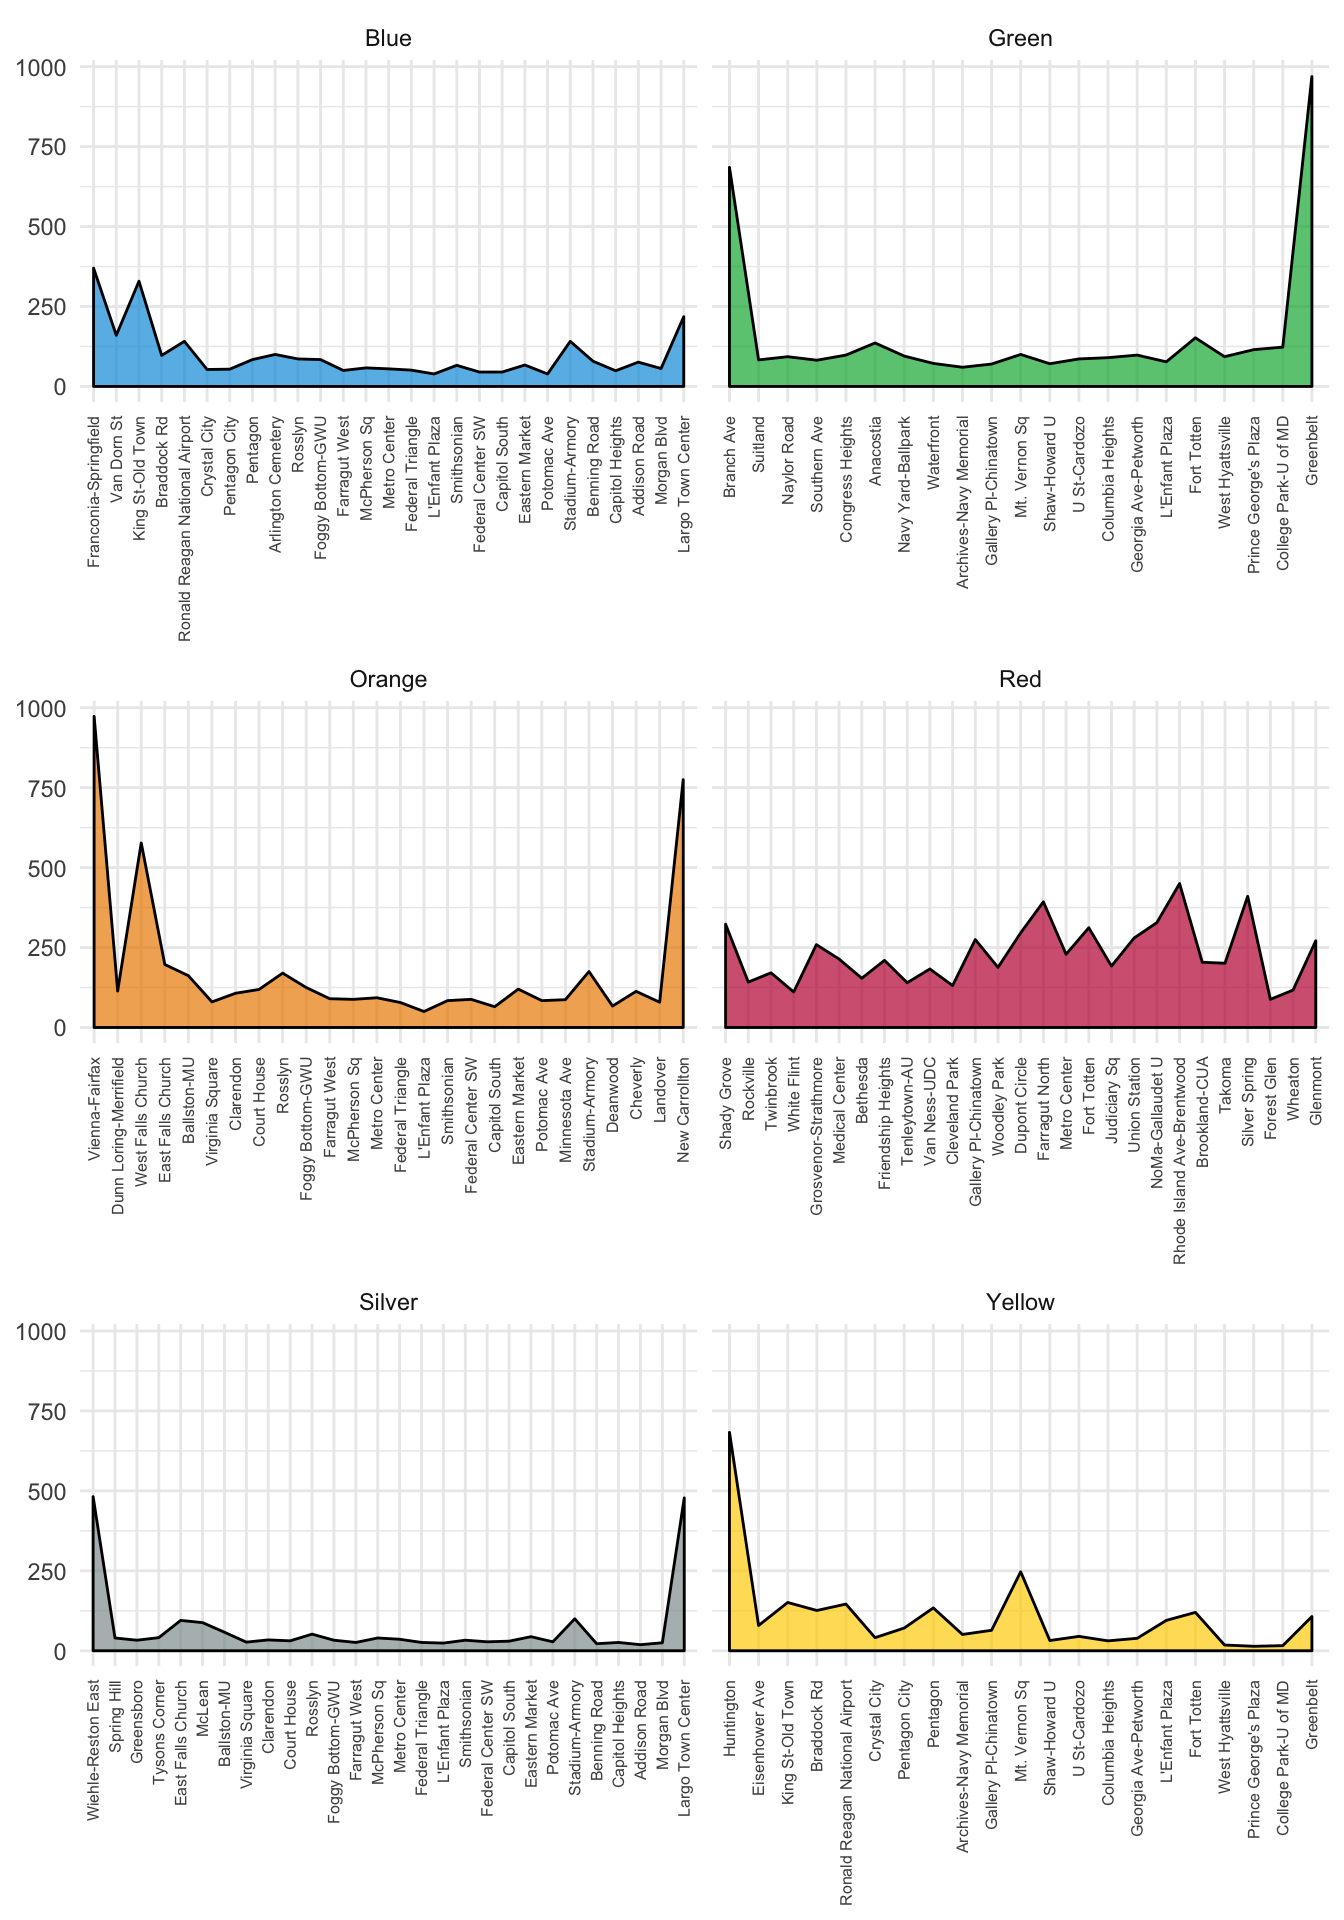 Blue
Green
1000
750
500
250
0
Franconia-Springfield
Van Dorn St
King St-Old Town
Braddock Rd
Ronald Reagan National Airport
Crystal City
Pentagon City
Pentagon
Arlington Cemetery
Rosslyn
Foggy Bottom-GWU
Farragut West
McPherson Sq
Metro Center
Federal Triangle
L'Enfant Plaza
Smithsonian
Federal Center SW
Capitol South
Eastern Market
Potomac Ave
Stadium-Armory
Benning Road
Capitol Heights
Addison Road
Morgan Blvd
Largo Town Center
Branch Ave
Suitland
Naylor Road
Southern Ave
Congress Heights
Anacostia
Navy Yard-Ballpark
Waterfront
Archives-Navy Memorial
Gallery Pl-Chinatown
Mt. Vernon Sq
Shaw-Howard U
U St-Cardozo
Columbia Heights
Georgia Ave-Petworth
L'Enfant Plaza
Fort Totten
West Hyattsville
Prince George's Plaza
College Park-U of MD
Greenbelt
Orange
Red
1000
750
500
250
0
Vienna-Fairfax
Dunn Loring-Merrifield
West Falls Church
East Falls Church
Ballston-MU
Virginia Square
Clarendon
Court House
Rosslyn
Foggy Bottom-GWU
Farragut West
McPherson Sq
Metro Center
Federal Triangle
L'Enfant Plaza
Smithsonian
Federal Center SW
Capitol South
Eastern Market
Potomac Ave
Minnesota Ave
Stadium-Armory
Deanwood
Cheverly
Landover
New Carrollton
Shady Grove
Rockville
Twinbrook
White Flint
Grosvenor-Strathmore
Medical Center
Bethesda
Friendship Heights
Tenleytown-AU
Van Ness-UDC
Cleveland Park
Gallery Pl-Chinatown
Woodley Park
Dupont Circle
Farragut North
Metro Center
Fort Totten
Judiciary Sq
Union Station
NoMa-Gallaudet U
Rhode Island Ave-Brentwood
Brookland-CUA
Takoma
Silver Spring
Forest Glen
Wheaton
Glenmont
Silver
Yellow
1000
750
500
250
0
Wiehle-Reston East
Spring Hill
Greensboro
Tysons Corner
East Falls Church
McLean
Ballston-MU
Virginia Square
Clarendon
Court House
Rosslyn
Foggy Bottom-GWU
Farragut West
McPherson Sq
Metro Center
Federal Triangle
L'Enfant Plaza
Smithsonian
Federal Center SW
Capitol South
Eastern Market
Potomac Ave
Stadium-Armory
Benning Road
Capitol Heights
Addison Road
Morgan Blvd
Largo Town Center
Huntington
Eisenhower Ave
King St-Old Town
Braddock Rd
Ronald Reagan National Airport
Crystal City
Pentagon City
Pentagon
Archives-Navy Memorial
Gallery Pl-Chinatown
Mt. Vernon Sq
Shaw-Howard U
U St-Cardozo
Columbia Heights
Georgia Ave-Petworth
L'Enfant Plaza
Fort Totten
West Hyattsville
Prince George's Plaza
College Park-U of MD
Greenbelt